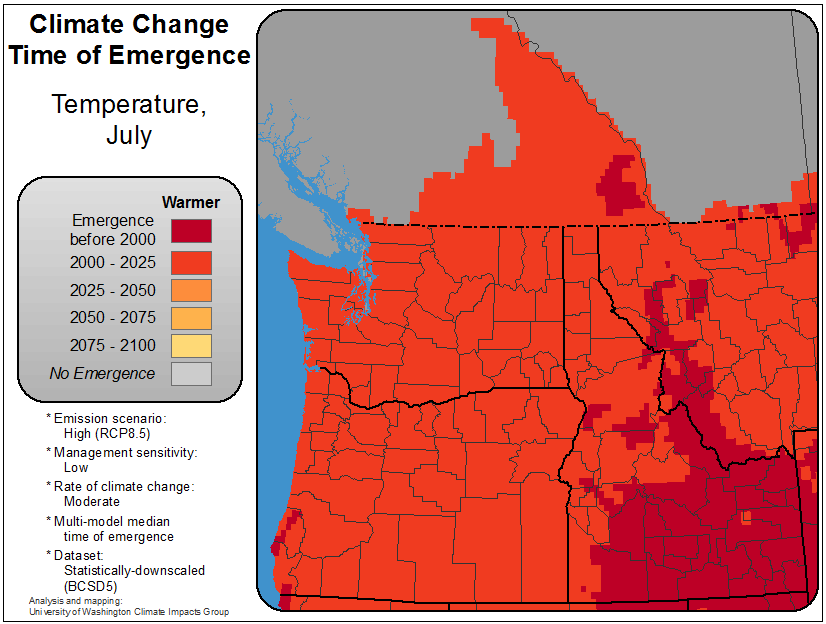 Climate Change
Time of Emergence
Temperature,
July
Warmer
Emergence
before 2000
2000 - 2025
2025 - 2050
2050 - 2075
2075 - 2100
No Emergence
* Emission scenario:
High (RCP8.5)
* Management sensitivity:
Low
* Rate of climate change:
Moderate
* Multi-model median
time of emergence
* Dataset:
Statistically-downscaled
(BCSD5)
Analysis and mapping:
University of Washington Climate Impacts Group